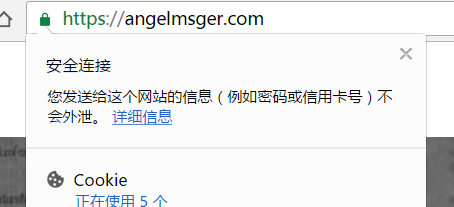 https://angelmsger.com
安全连接
您发送给这个网站的信息（例如密码或信用卡号）不
会外泄。 详细信息
Cookie
正在使用 5 个